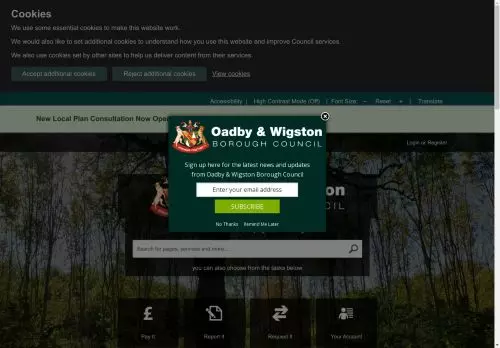 Cookies
We use some essential cookies to make this website work.
We would also like to set additional cookies to understand how you use this website and improve Council services.
We also use cookies set by other sites to help us deliver content from their services.
Accept additional cookies
Reject additional cookies
View cookies
Accessibility | High Contrast Mode (Off) | Font Size: − Reset + | Translate
New Local Plan Consultation Now Open
Login or Register
Oadby & Wigston
BOROUGH COUNCIL
Sign up here for the latest news and updates
from Oadby & Wigston Borough Council
Enter your email address
SUBSCRIBE
No Thanks Remind Me Later
Search for pages, services and more...
you can also choose from the tasks below
Pay It
Report It
Request It
Your Account